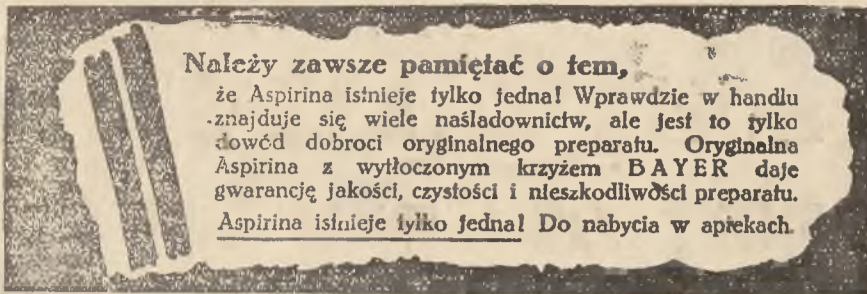 Należy zawsze pamiętać o tem,
że Aspirina istnieje tylko jedna! Wprawdzie w handlu
znajduje się wiele naśladownictw, ale jest to tylko
dowód dobroci oryginalnego preparatu. Oryginalna
Aspirina z wytłoczonym krzyżem BAYER daje
gwarancję jakości, czystości i nieszkodliwości preparatu.
Aspirina istnieje tylko jedna! Do nabycia w aptekach.